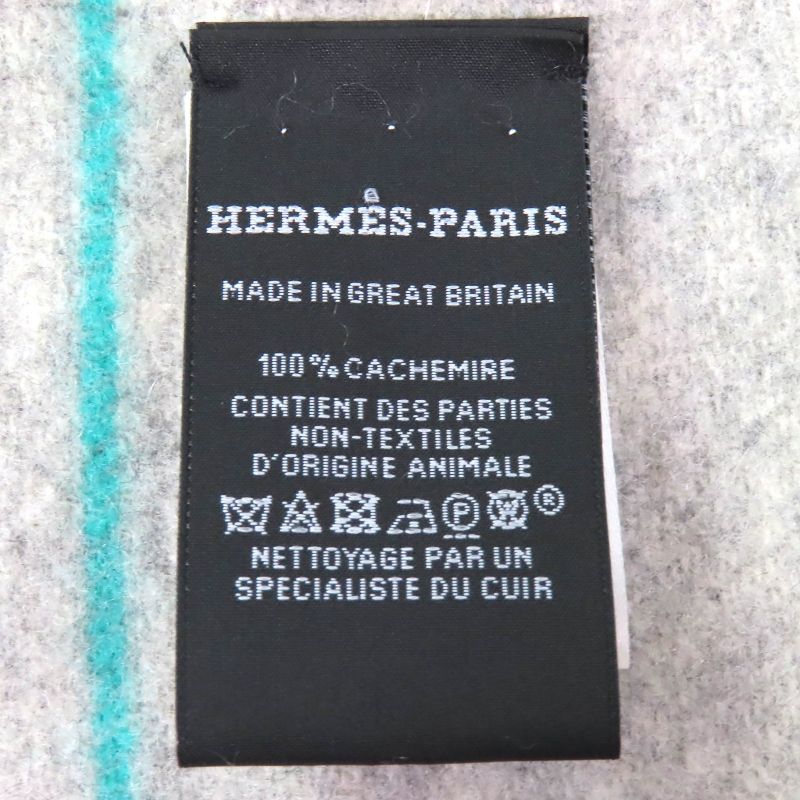 HERMÈS-PARIS
MADE IN GREAT BRITAIN
100% CACHEMIRE
CONTIENT DES PARTIES
NON-TEXTILES
D'ORIGINE ANIMALE
P W ®
NETTOYAGE PAR UN
SPECIALISTE DU CUIR